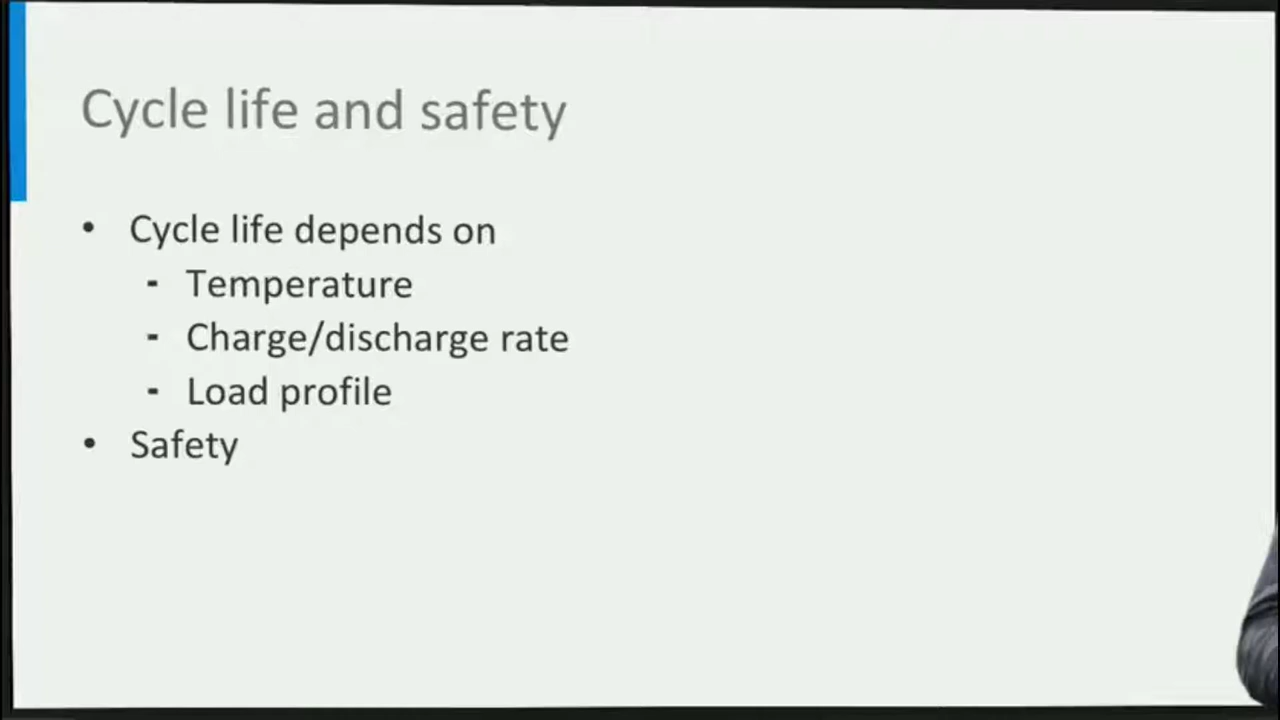 Cycle life and safety
• Cycle life depends on
- Temperature
- Charge/discharge rate
- Load profile
• Safety